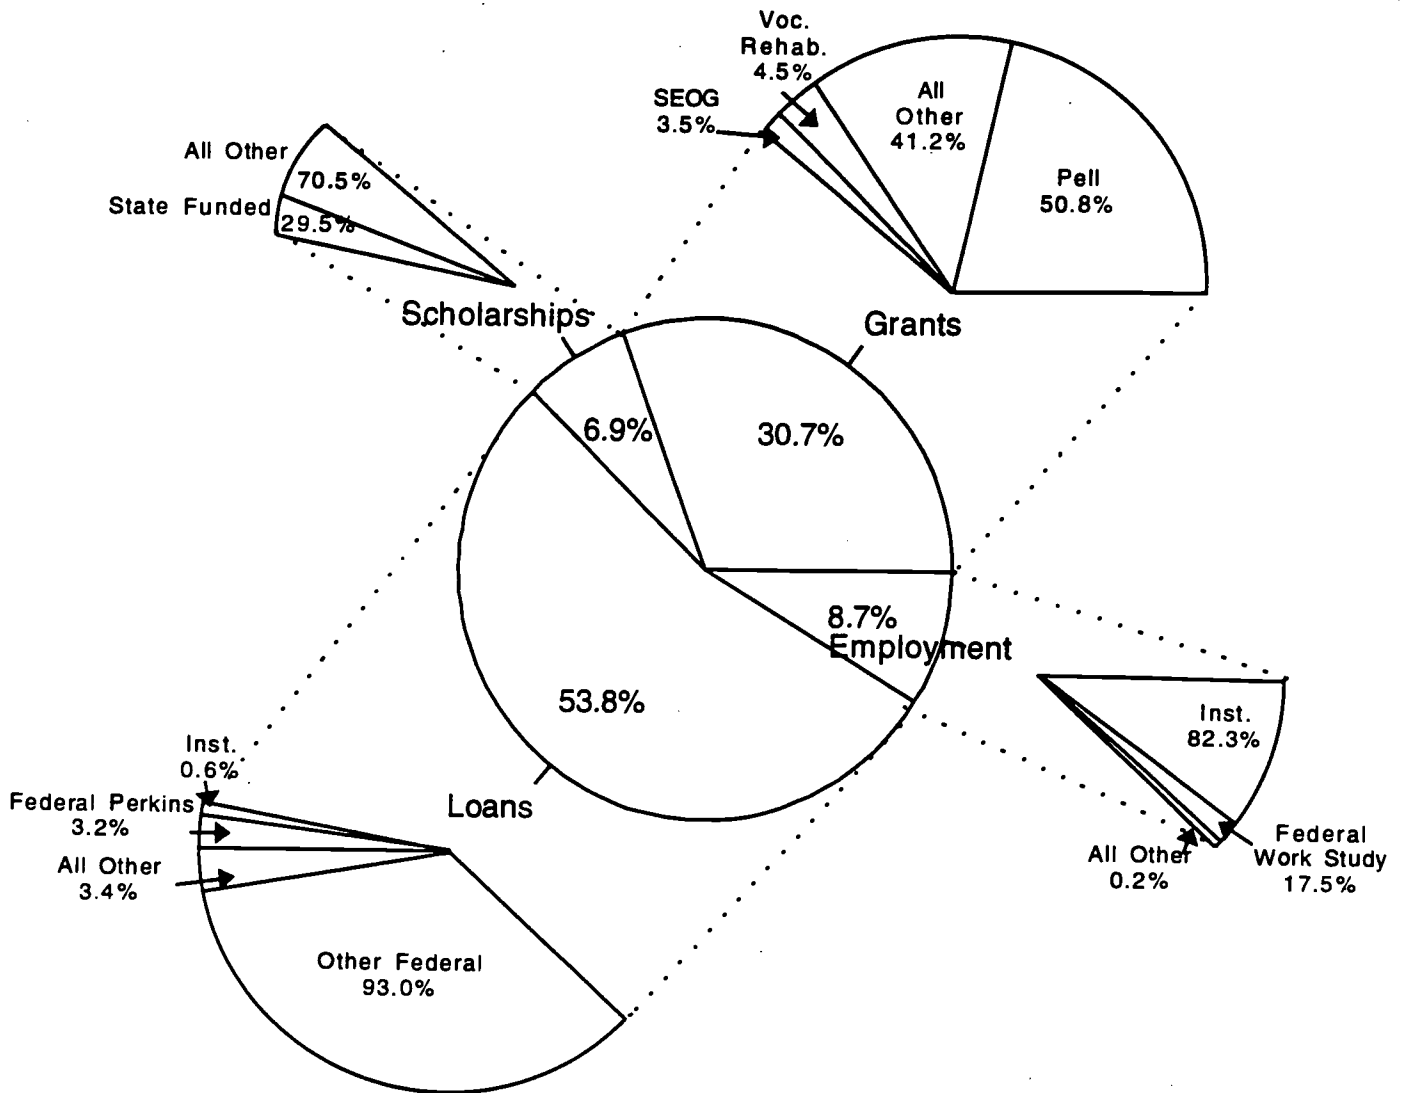 Voc.
Rehab.
4.5%
SEOG
3.5%
All
Other
41.2%
Pell
50.8%
All Other
70.5%
State Funded
29.5%
Scholarships
Grants
6.9%
30.7%
8.7%
Employment
53.8%
Loans
Inst.
82.3%
Federal
Work Study
17.5%
All Other
0.2%
Inst.
0.6%
Federal Perkins
3.2%
All Other
3.4%
Other Federal
93.0%